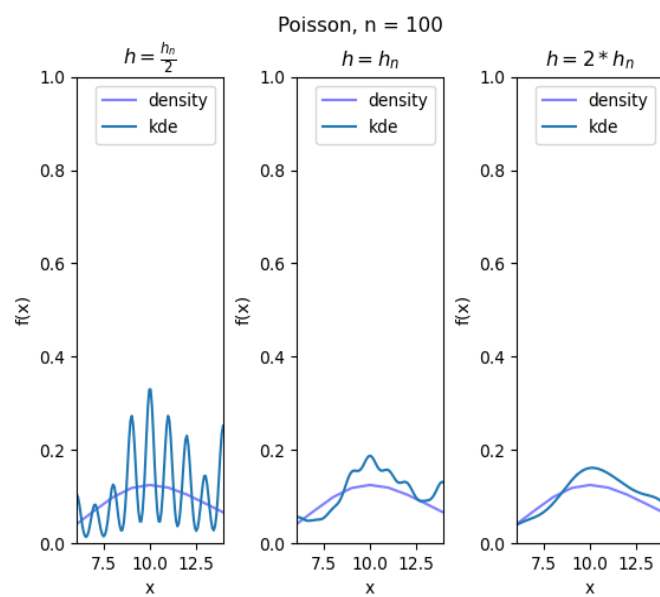 Poisson, n = 100
h = h_n/2
h = h_n
h = 2 * h_n
density
kde
density
kde
density
kde
1.0
0.8
0.6
0.4
0.2
0.0
1.0
0.8
0.6
0.4
0.2
0.0
1.0
0.8
0.6
0.4
0.2
0.0
f(x)
f(x)
f(x)
7.5 10.0 12.5
7.5 10.0 12.5
7.5 10.0 12.5
x
x
x